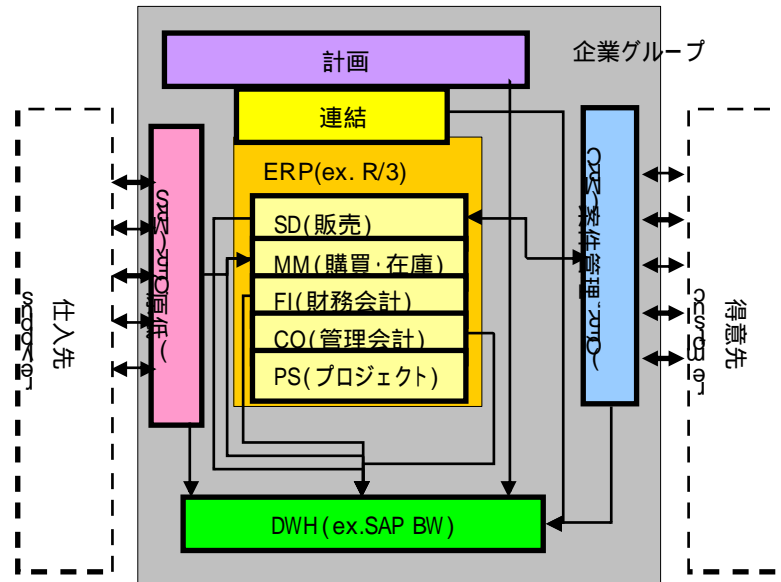 計画
企業グループ
連結
ERP(ex. R/3)
SD(販売)
MM(購買·在庫)
FI(財務会計)
CO(管理会計)
PS(プロジェクト)
DWH(ex.SAP BW)
仕入先
得意先
customer